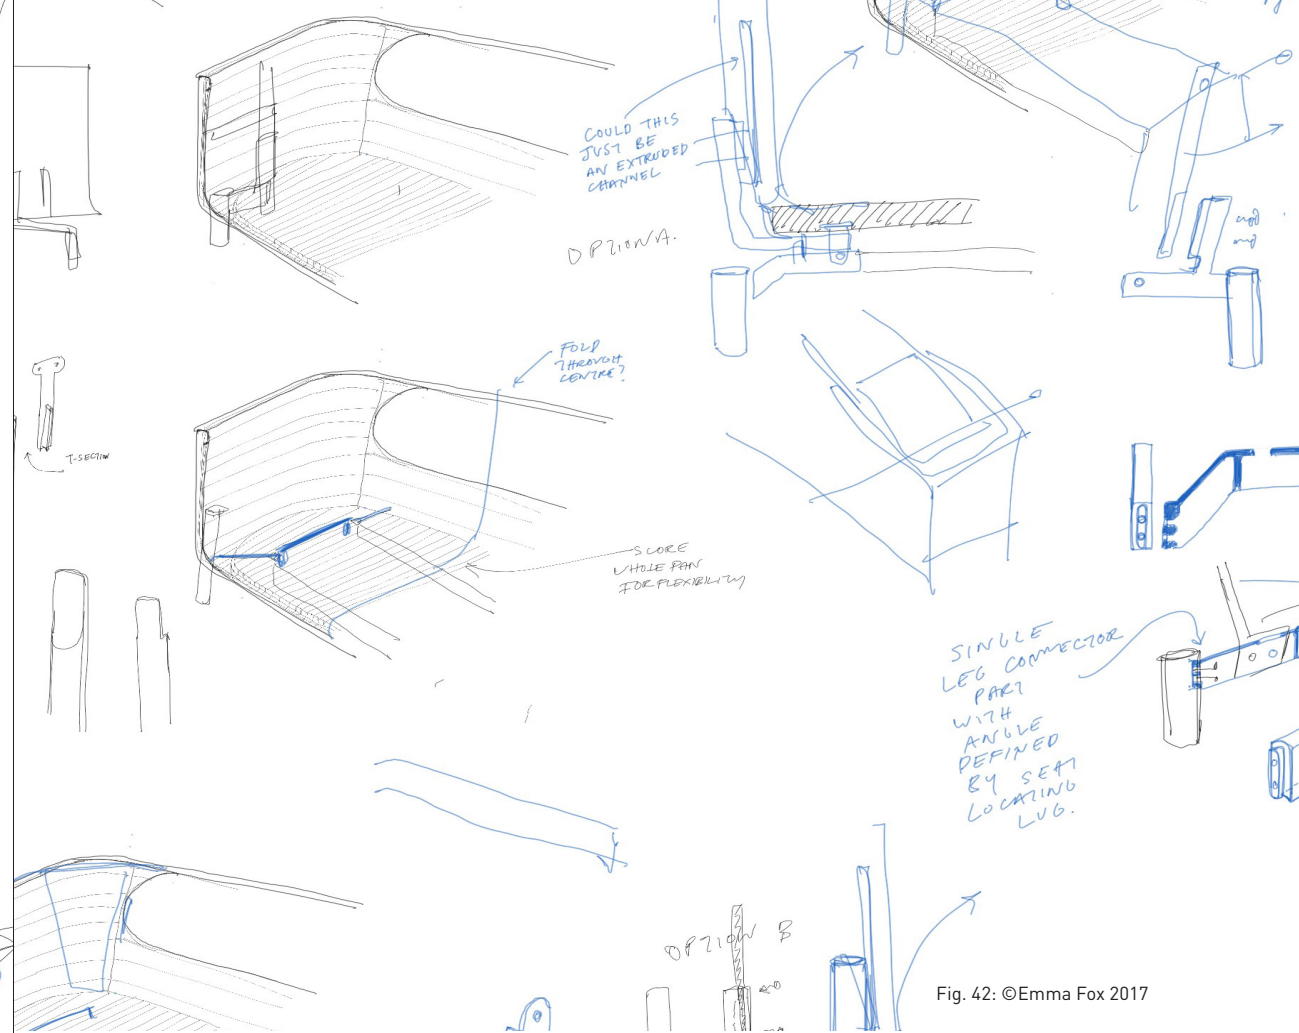 COULD THIS
JUST BE
AN EXTRUDED
CHANNEL
OPTION A.
FOLD
THROUGH
CENTRE?
T-SECTION
SCORE
WHOLE PAN
FOR FLEXIBILITY
SINGLE
LEG CONNECTOR
PART
WITH
ANGLE
DEFINED
BY SEAT
LOCATING
LUG.
OPTION B
Fig. 42: ©Emma Fox 2017